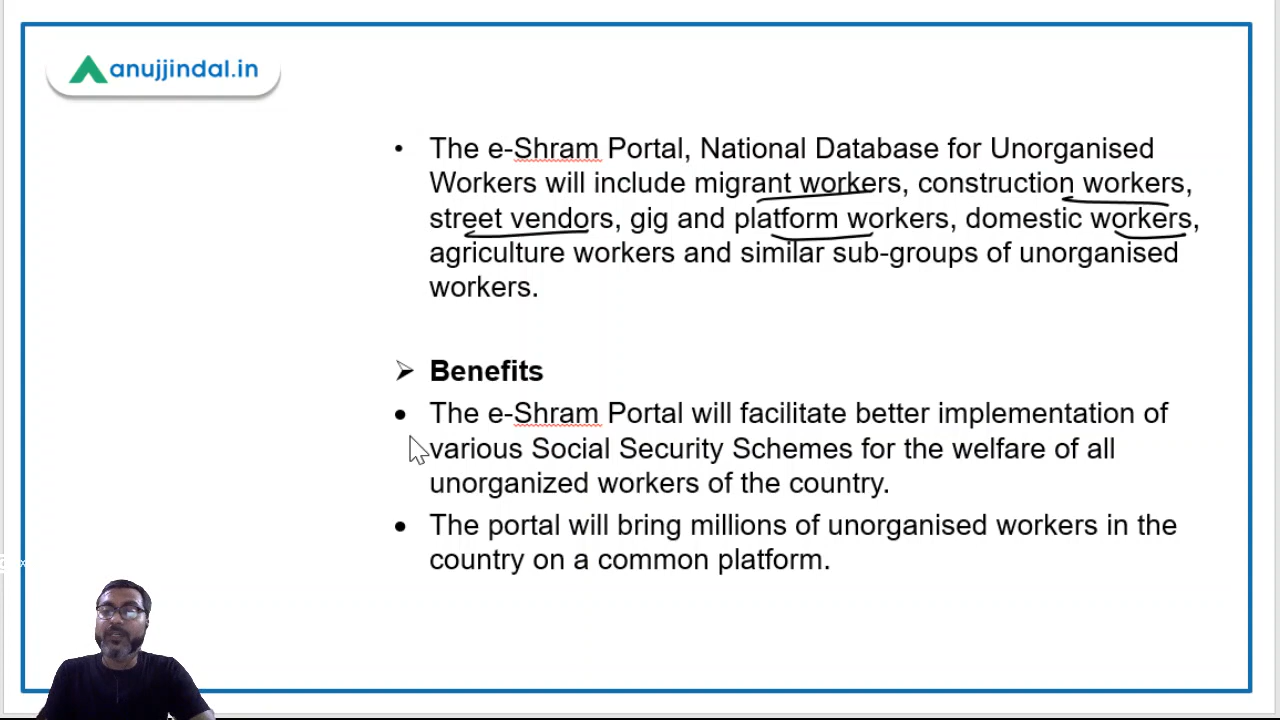 anujjindal.in
• The e-Shram Portal, National Database for Unorganised
Workers will include migrant workers, construction workers,
street vendors, gig and platform workers, domestic workers,
agriculture workers and similar sub-groups of unorganised
workers.
➢ Benefits
• The e-Shram Portal will facilitate better implementation of
various Social Security Schemes for the welfare of all
unorganized workers of the country.
• The portal will bring millions of unorganised workers in the
country on a common platform.